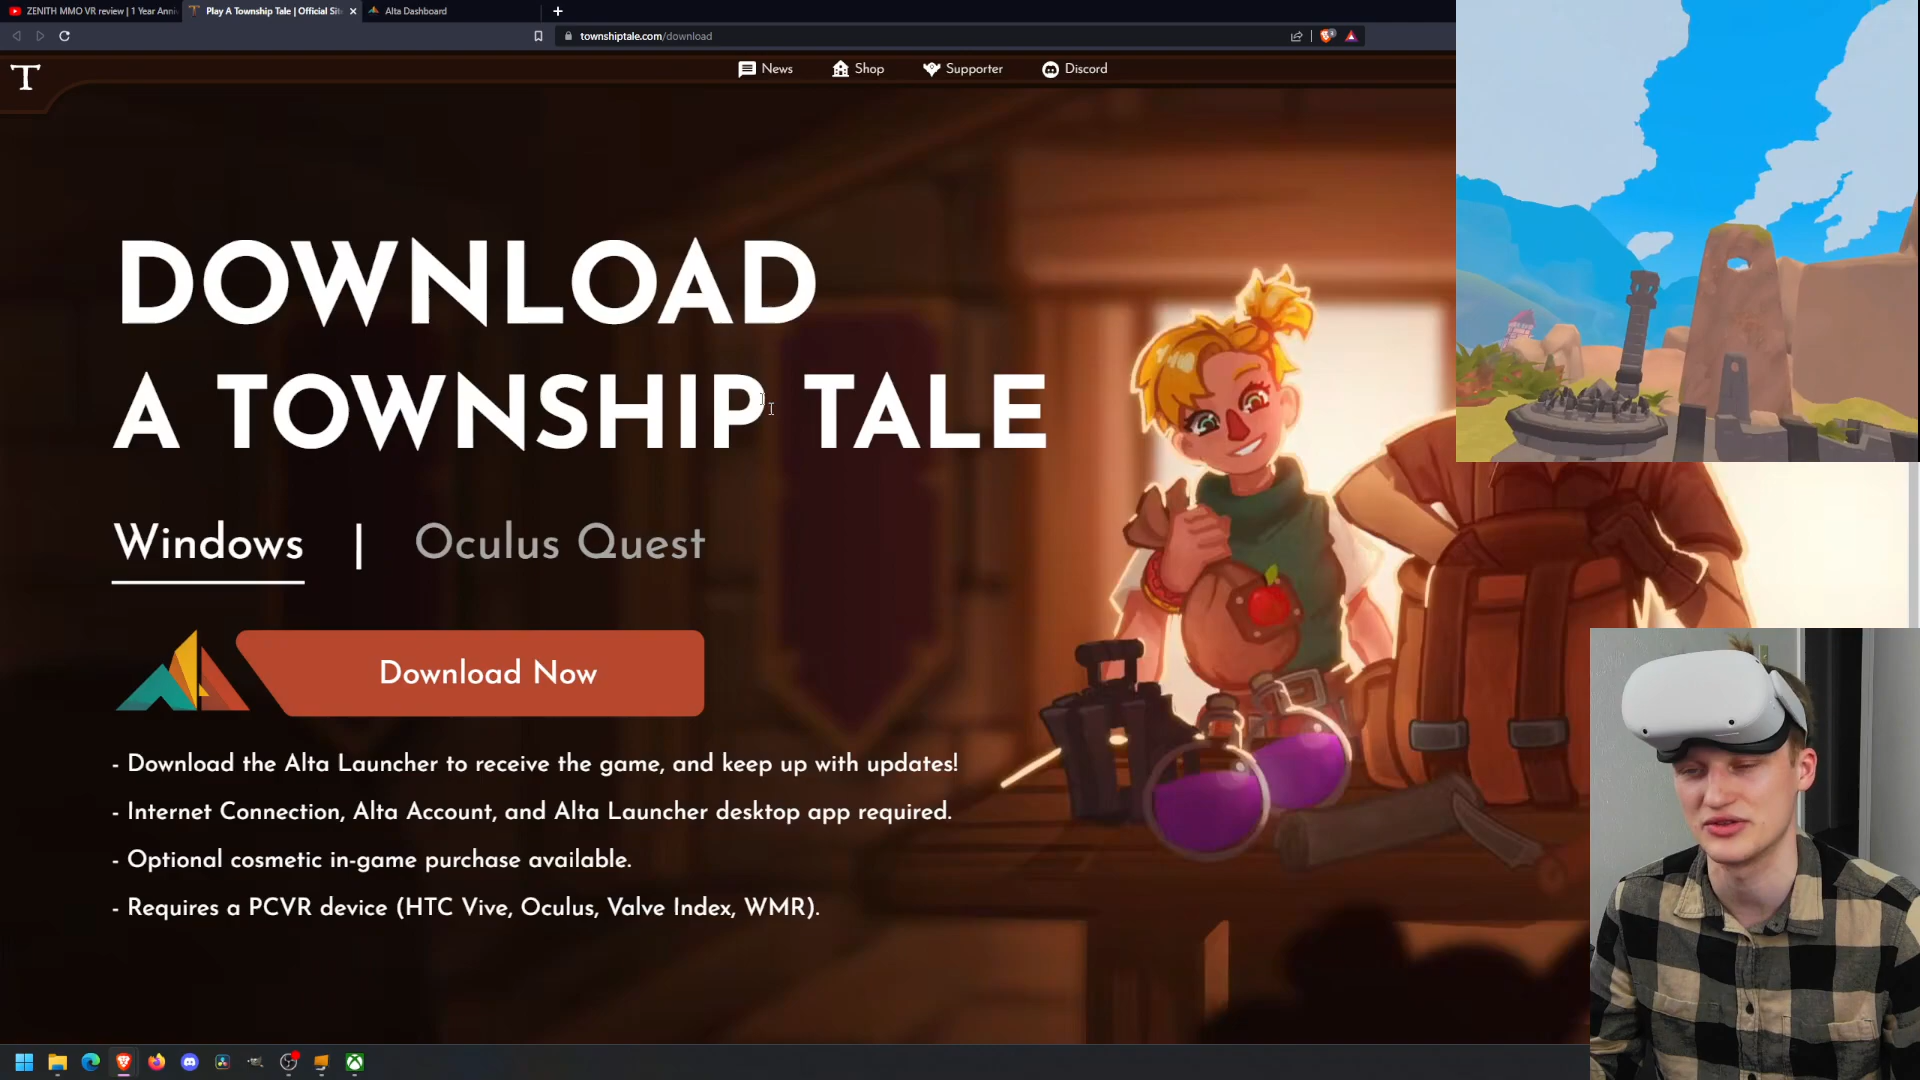 ZENITH MMO VR review | 1 Year Anni
Play A Township Tale | Official Sit
Alta Dashboard
townshiptale.com/download
T
News
Shop
Supporter
Discord
DOWNLOAD
A TOWNSHIP TALE
Windows | Oculus Quest
Download Now
- Download the Alta Launcher to receive the game, and keep up with updates!
- Internet Connection, Alta Account, and Alta Launcher desktop app required.
- Optional cosmetic in-game purchase available.
- Requires a PCVR device (HTC Vive, Oculus, Valve Index, WMR).